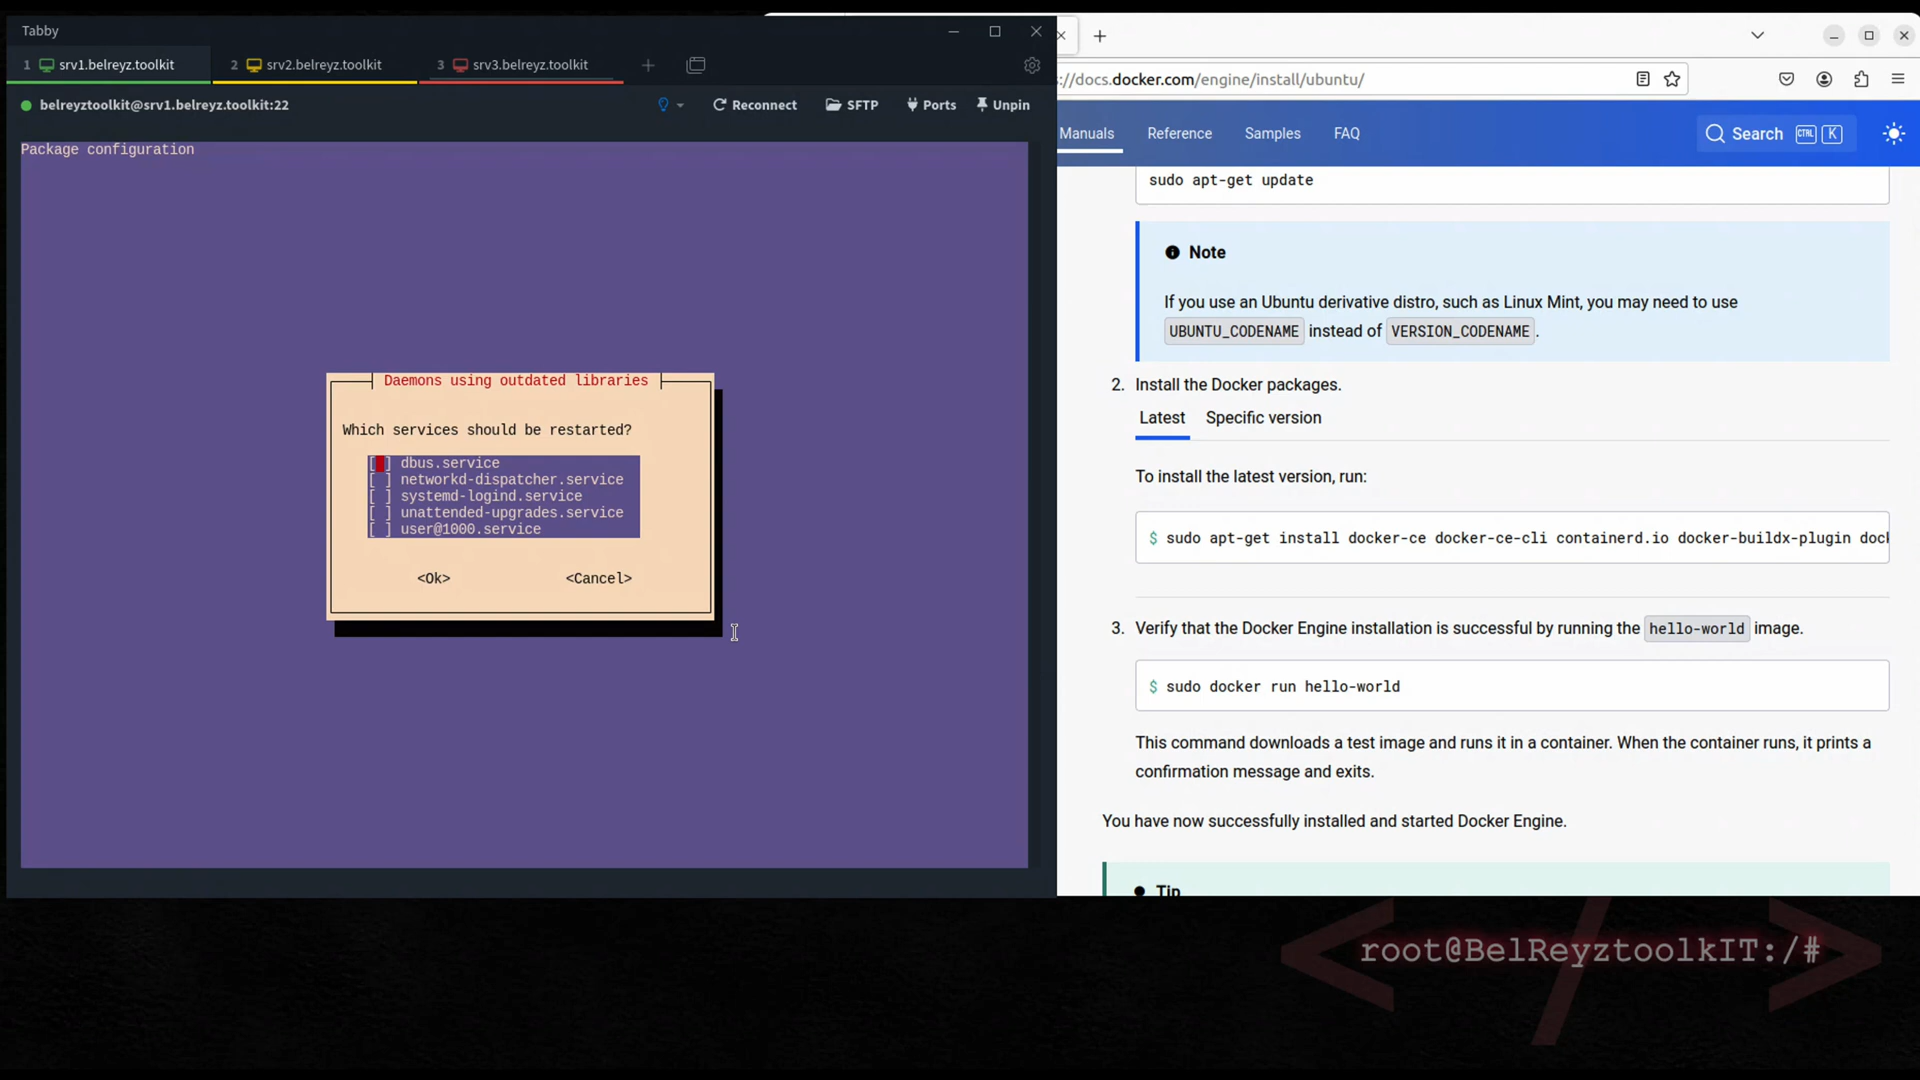 Tabby
1 srv1.belreyz.toolkit
2 srv2.belreyz.toolkit
3 srv3.belreyz.toolkit
belreyztoolkit@srv1.belreyz.toolkit:22
Reconnect
SFTP
Ports
Unpin
Package configuration
Daemons using outdated libraries
Which services should be restarted?
[ ] dbus.service
[ ] networkd-dispatcher.service
[ ] systemd-logind.service
[ ] unattended-upgrades.service
[ ] user@1000.service
<Ok> <Cancel>
://docs.docker.com/engine/install/ubuntu/
Manuals Reference Samples FAQ
Search CTRL K
sudo apt-get update
Note
If you use an Ubuntu derivative distro, such as Linux Mint, you may need to use
UBUNTU_CODENAME instead of VERSION_CODENAME.
2. Install the Docker packages.
Latest Specific version
To install the latest version, run:
$ sudo apt-get install docker-ce docker-ce-cli containerd.io docker-buildx-plugin dock
3. Verify that the Docker Engine installation is successful by running the hello-world image.
$ sudo docker run hello-world
This command downloads a test image and runs it in a container. When the container runs, it prints a
confirmation message and exits.
You have now successfully installed and started Docker Engine.
Tip
root@BelReyztoolkIT:/#